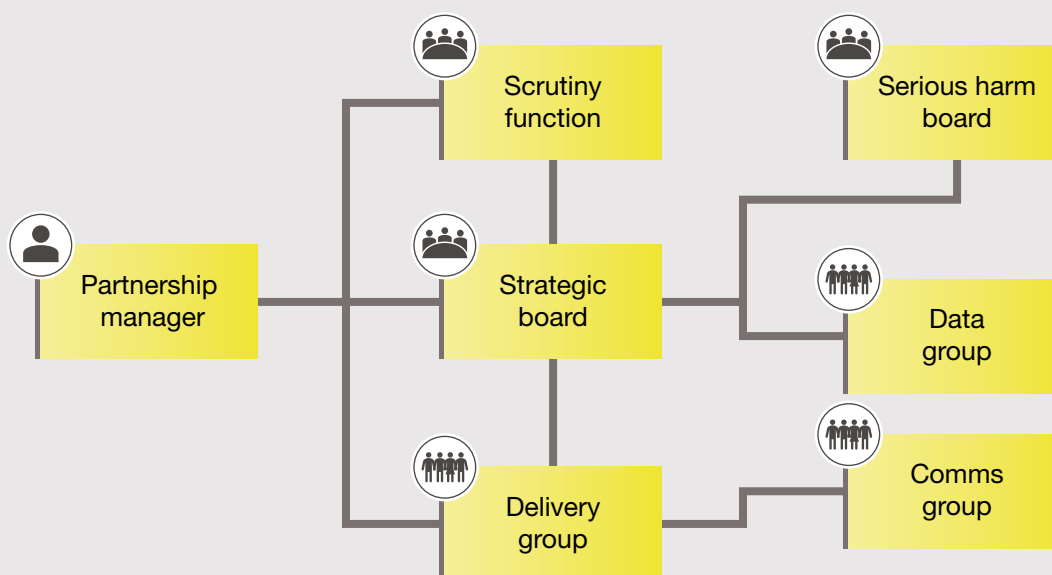 Scrutiny
function
Serious harm
board
Partnership
manager
Strategic
board
Data
group
Delivery
group
Comms
group